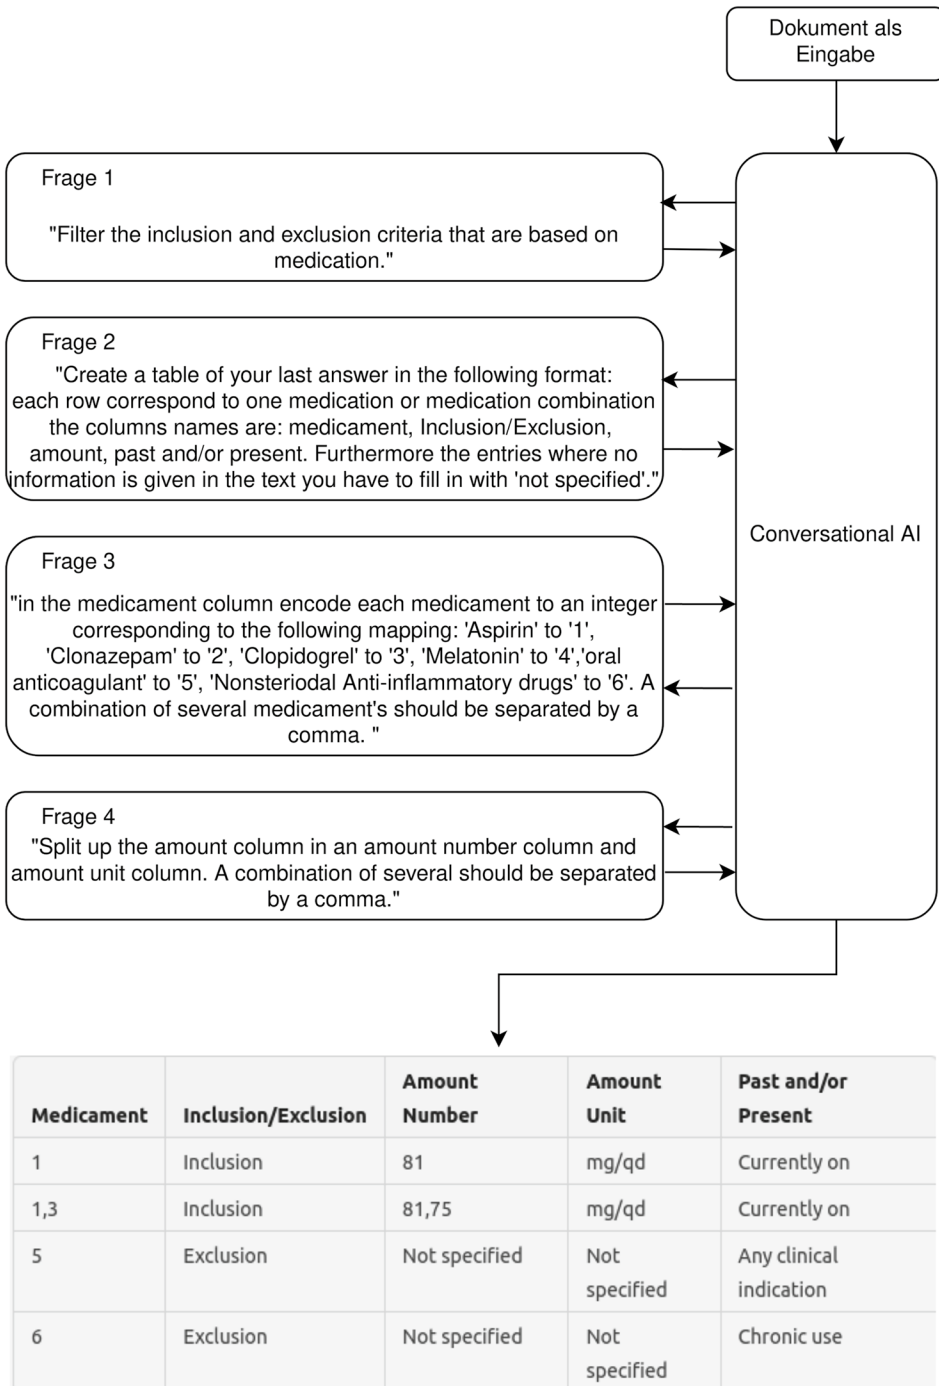 Dokument als
Eingabe
Frage 1
"Filter the inclusion and exclusion criteria that are based on
medication."
Frage 2
"Create a table of your last answer in the following format:
each row correspond to one medication or medication combination
the columns names are: medicament, Inclusion/Exclusion,
amount, past and/or present. Furthermore the entries where no
information is given in the text you have to fill in with 'not specified'."
Frage 3
"in the medicament column encode each medicament to an integer
corresponding to the following mapping: 'Aspirin' to '1',
'Clonazepam' to '2', 'Clopidogrel' to '3', 'Melatonin' to '4','oral
anticoagulant' to '5', 'Nonsteriodal Anti-inflammatory drugs' to '6'. A
combination of several medicament's should be separated by a
comma. "
Frage 4
"Split up the amount column in an amount number column and
amount unit column. A combination of several should be separated
by a comma."
Conversational AI
Medicament Inclusion/Exclusion Amount Number Amount Unit Past and/or Present
1 Inclusion 81 mg/qd Currently on
1,3 Inclusion 81,75 mg/qd Currently on
5 Exclusion Not specified Not specified Any clinical indication
6 Exclusion Not specified Not specified Chronic use